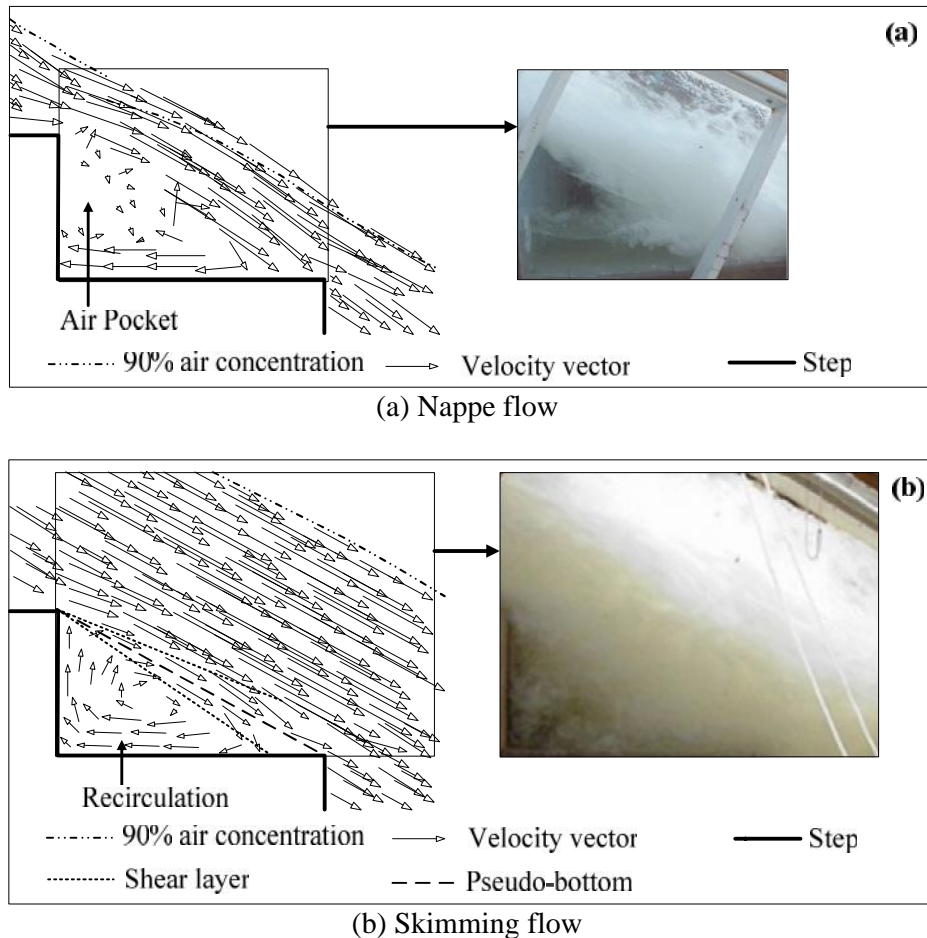 (a)
Air Pocket
90% air concentration Velocity vector Step
(a) Nappe flow
(b)
Recirculation
90% air concentration Velocity vector Step
Shear layer Pseudo-bottom
(b) Skimming flow